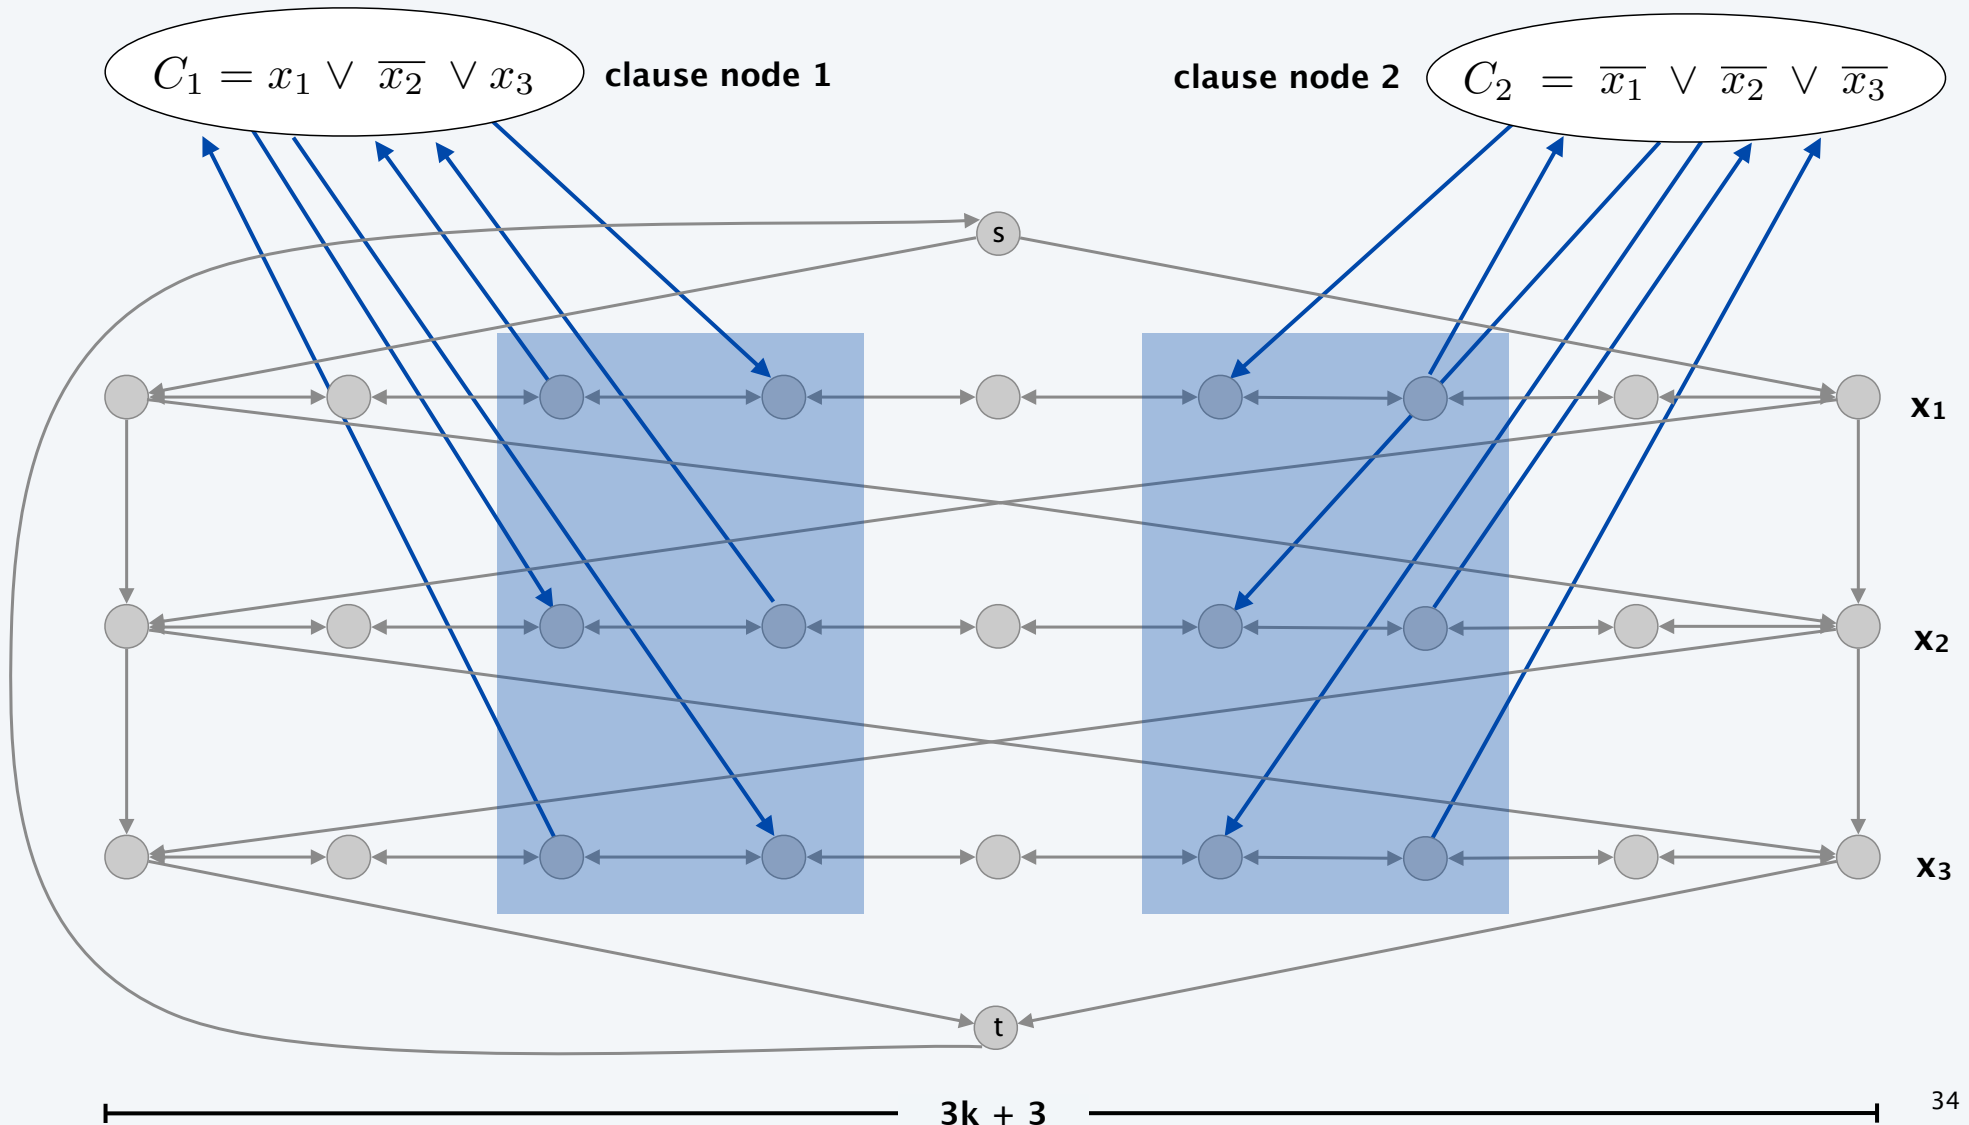 C₁ = x₁ ∨ x̅₂ ∨ x₃
clause node 1
clause node 2
C₂ = x̅₁ ∨ x̅₂ ∨ x̅₃
s
x₁
x₂
x₃
t
3k + 3
34